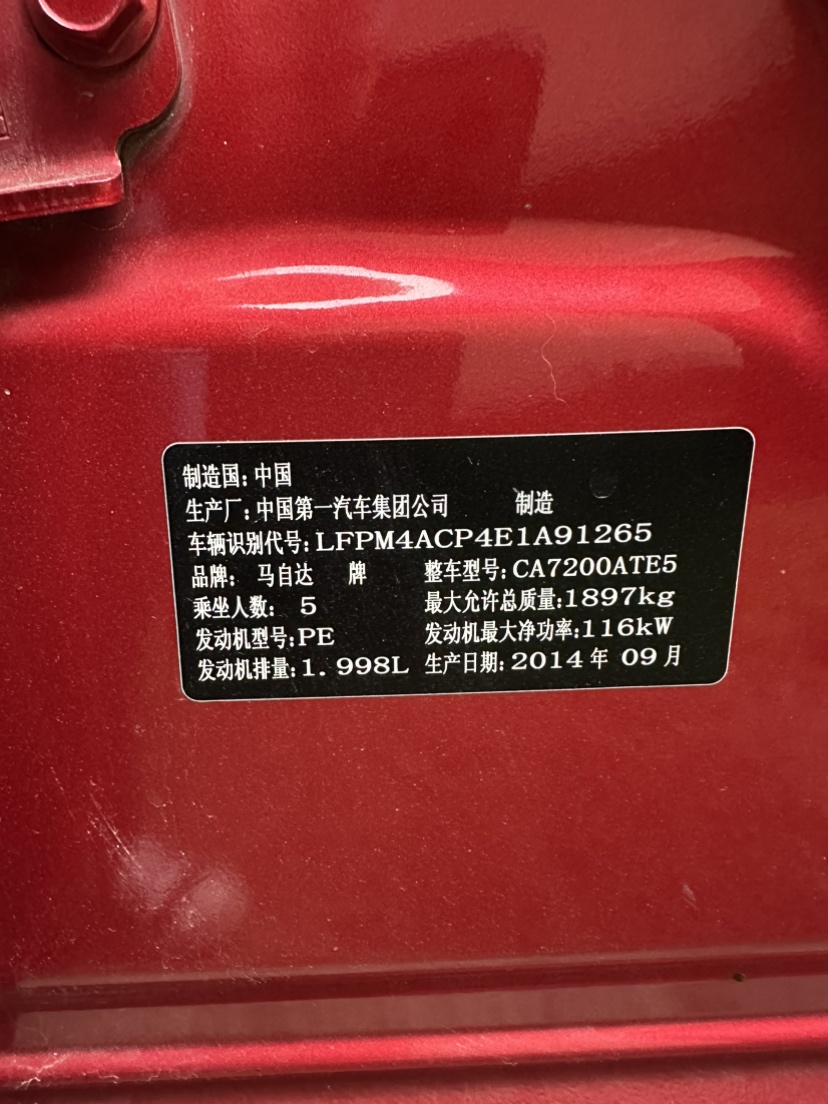 制造国:中国
生产厂:中国第一汽车集团公司 制造
车辆识别代号:LFPM4ACP4E1A91265
品牌: 马自达 牌 整车型号:CA7200ATE5
乘坐人数: 5 最大允许总质量:1897kg
发动机型号:PE 发动机最大净功率:116kW
发动机排量:1.998L 生产日期:2014年 09月